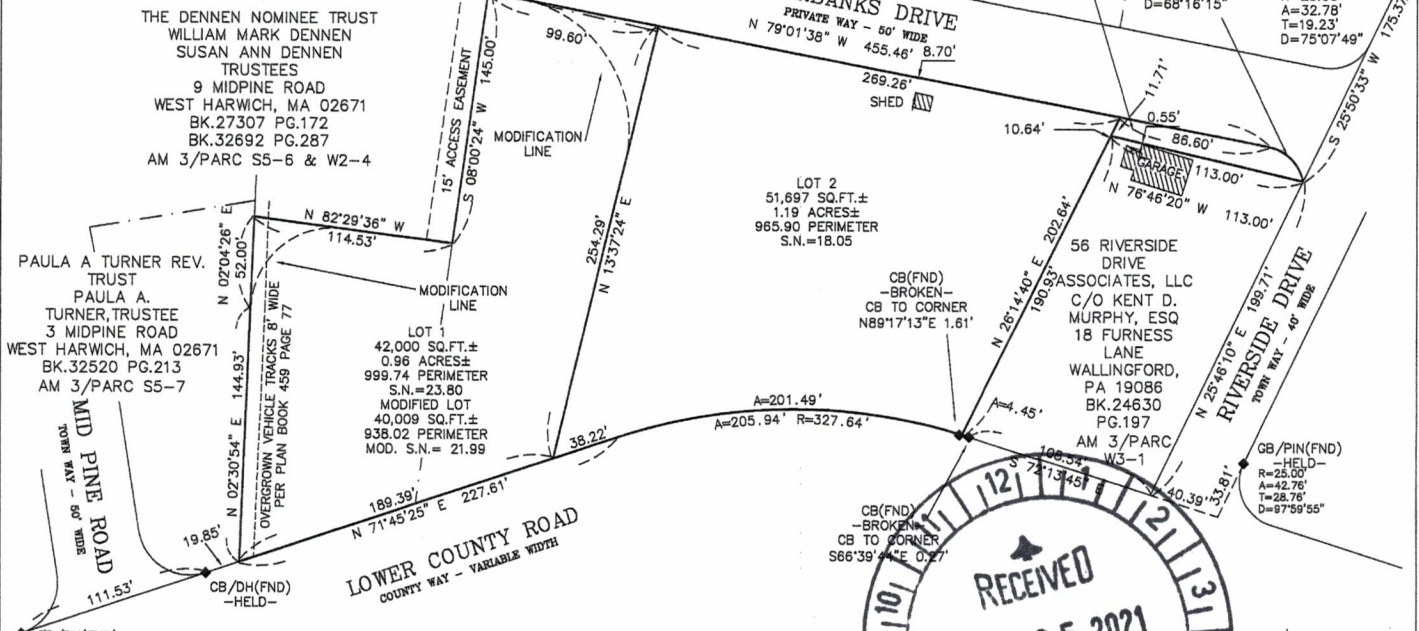 THE DENNEN NOMINEE TRUST
WILLIAM MARK DENNEN
SUSAN ANN DENNEN
TRUSTEES
9 MIDPINE ROAD
WEST HARWICH, MA 02671
BK.27307 PG.172
BK.32692 PG.287
AM 3/PARC S5-6 & W2-4
15' ACCESS EASEMENT
S 08°00'24" W 145.00'
99.60'
MODIFICATION
LINE
DRIVE
PRIVATE WAY - 50' WIDE
N 79°01'38" W 455.46'
8.70'
269.26'
SHED
D=68°16'15"
A=32.78'
T=19.23'
D=75°07'49"
S 25°50'33" W
11.71'
0.55'
10.64'
86.60'
GARAGE
113.00'
N 76°46'20" W 113.00'
N 82°29'36" W
114.53'
N 02°04'26" E
52.00'
254.29'
N 13°37'24" E
LOT 2
51,697 SQ.FT.±
1.19 ACRES±
965.90 PERIMETER
S.N.=18.05
N 26°14'40" E 202.64'
190.93'
PAULA A TURNER REV.
TRUST
PAULA A.
TURNER,TRUSTEE
3 MIDPINE ROAD
WEST HARWICH, MA 02671
BK.32520 PG.213
AM 3/PARC S5-7
MODIFICATION
LINE
LOT 1
42,000 SQ.FT.±
0.96 ACRES±
999.74 PERIMETER
S.N.=23.80
MODIFIED LOT
40,009 SQ.FT.±
938.02 PERIMETER
MOD. S.N.= 21.99
CB(FND)
-BROKEN-
CB TO CORNER
N89°17'13"E 1.61'
56 RIVERSIDE
DRIVE
ASSOCIATES, LLC
C/O KENT D.
MURPHY, ESQ
18 FURNESS
LANE
WALLINGFORD,
PA 19086
BK.24630
PG.197
AM 3/PARC
W3-1
N 25°46'10" E 199.71'
RIVERSIDE DRIVE
TOWN WAY - 40' WIDE
N 02°30'54" E 144.93'
OVERGROWN VEHICLE TRACKS 8' WIDE
PER PLAN BOOK 459 PAGE 77
MID PINE ROAD
TOWN WAY - 50' WIDE
A=201.49'
A=205.94' R=327.64'
A=4.45'
38.22'
189.39'
N 71°45'25" E 227.61'
108.54'
S 72°13'45" E
40.39'
33.81'
GB/PIN(FND)
-HELD-
R=25.00'
A=42.76'
T=28.76'
D=97°59'55"
CB(FND)
-BROKEN-
CB TO CORNER
S66°39'44"E 0.27'
19.85'
111.53'
CB/DH(FND)
-HELD-
LOWER COUNTY ROAD
COUNTY WAY - VARIABLE WIDTH
10 11 12 1 2 3
RECEIVED
2021